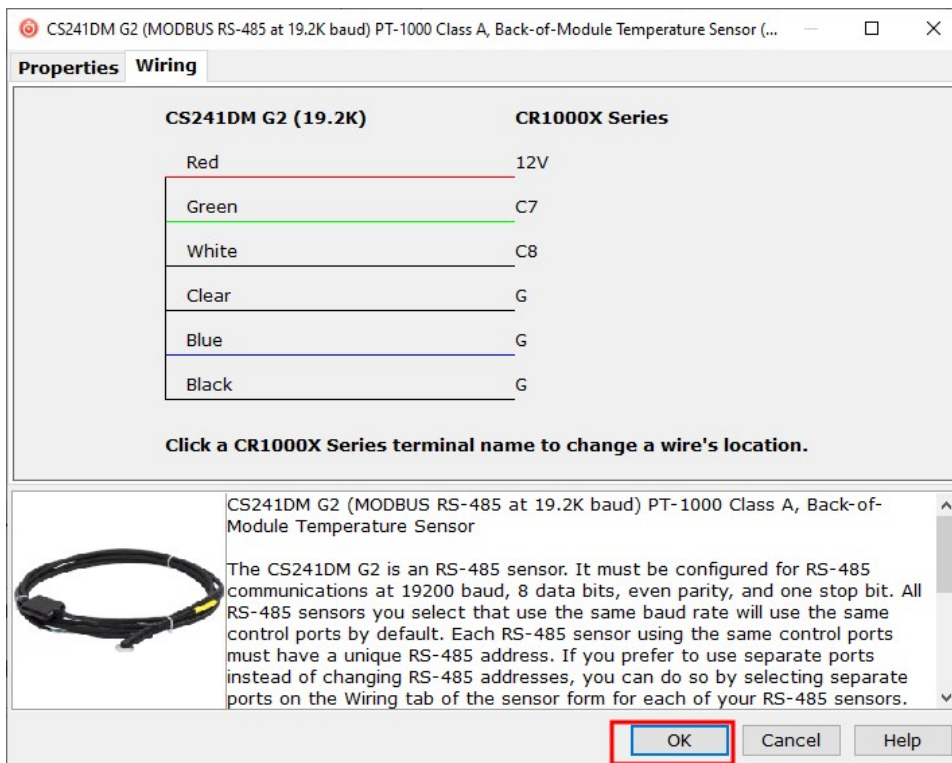 CS241DM G2 (MODBUS RS-485 at 19.2K baud) PT-1000 Class A, Back-of-Module Temperature Sensor (...
Properties Wiring
CS241DM G2 (19.2K) CR1000X Series
Red 12V
Green C7
White C8
Clear G
Blue G
Black G
Click a CR1000X Series terminal name to change a wire's location.
CS241DM G2 (MODBUS RS-485 at 19.2K baud) PT-1000 Class A, Back-of-
Module Temperature Sensor
The CS241DM G2 is an RS-485 sensor. It must be configured for RS-485
communications at 19200 baud, 8 data bits, even parity, and one stop bit. All
RS-485 sensors you select that use the same baud rate will use the same
control ports by default. Each RS-485 sensor using the same control ports
must have a unique RS-485 address. If you prefer to use separate ports
instead of changing RS-485 addresses, you can do so by selecting separate
ports on the Wiring tab of the sensor form for each of your RS-485 sensors.
OK Cancel Help